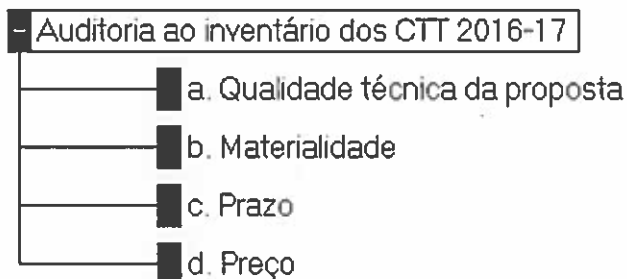 Auditoria ao inventário dos CTT 2016-17
a. Qualidade técnica da proposta
b. Materialidade
c. Prazo
d. Preço